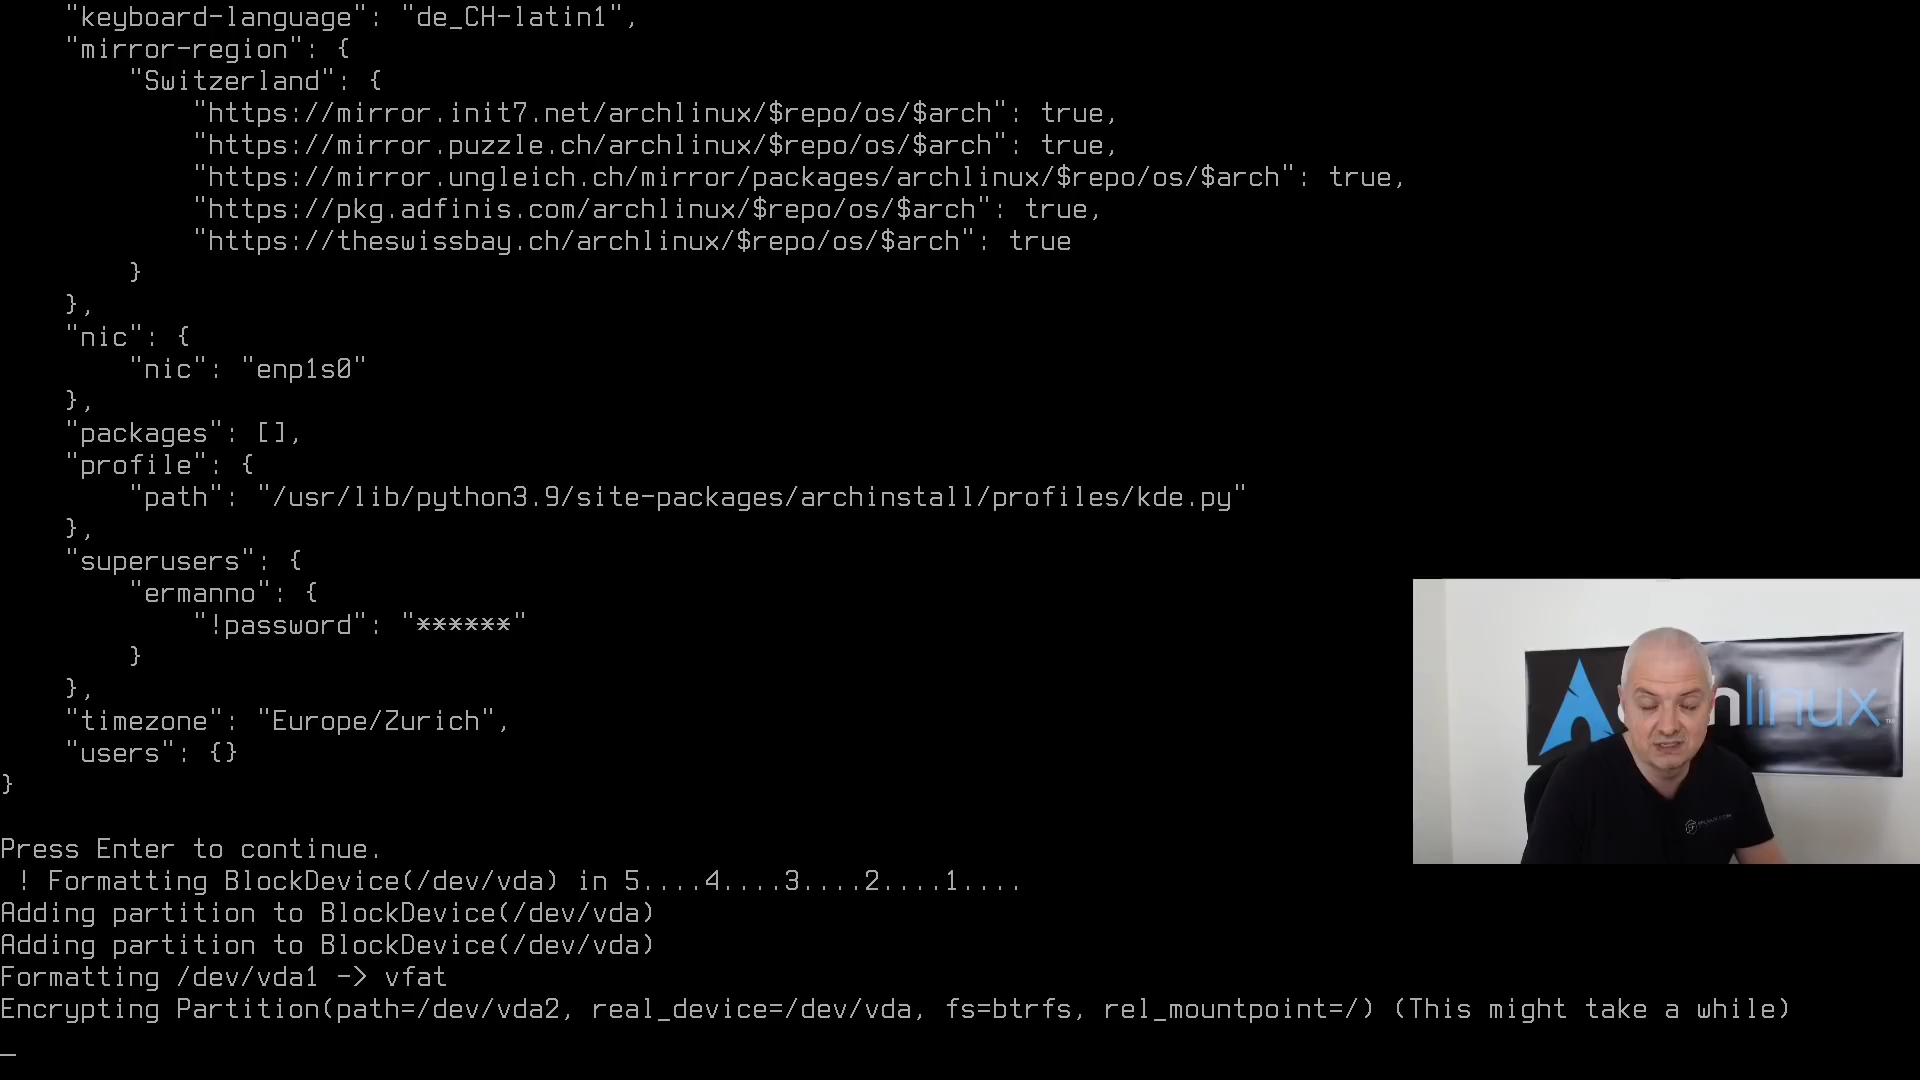 "keyboard-language": "de_CH-latin1",
"mirror-region": {
"Switzerland": {
"https://mirror.init7.net/archlinux/$repo/os/$arch": true,
"https://mirror.puzzle.ch/archlinux/$repo/os/$arch": true,
"https://mirror.ungleich.ch/mirror/packages/archlinux/$repo/os/$arch": true,
"https://pkg.adfinis.com/archlinux/$repo/os/$arch": true,
"https://theswissbay.ch/archlinux/$repo/os/$arch": true
}
},
"nic": {
"nic": "enp1s0"
},
"packages": [],
"profile": {
"path": "/usr/lib/python3.9/site-packages/archinstall/profiles/kde.py"
},
"superusers": {
"ermanno": {
"!password": "******"
}
},
"timezone": "Europe/Zurich",
"users": {}
}
Press Enter to continue.
! Formatting BlockDevice(/dev/vda) in 5....4....3....2....1....
Adding partition to BlockDevice(/dev/vda)
Adding partition to BlockDevice(/dev/vda)
Formatting /dev/vda1 -> vfat
Encrypting Partition(path=/dev/vda2, real_device=/dev/vda, fs=btrfs, rel_mountpoint=/) (This might take a while)
_
linux